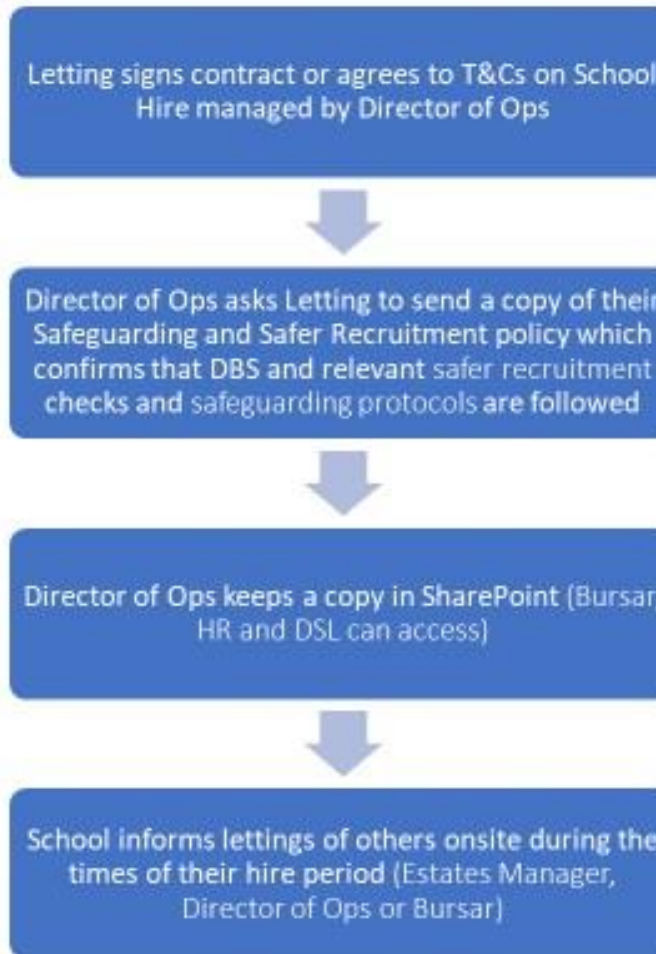 Letting signs contract or agrees to T&Cs on School
Hire managed by Director of Ops
Director of Ops asks Letting to send a copy of their
Safeguarding and Safer Recruitment policy which
confirms that DBS and relevant safer recruitment
checks and safeguarding protocols are followed
Director of Ops keeps a copy in SharePoint (Bursar,
HR and DSL can access)
School informs lettings of others onsite during the
times of their hire period (Estates Manager,
Director of Ops or Bursar)